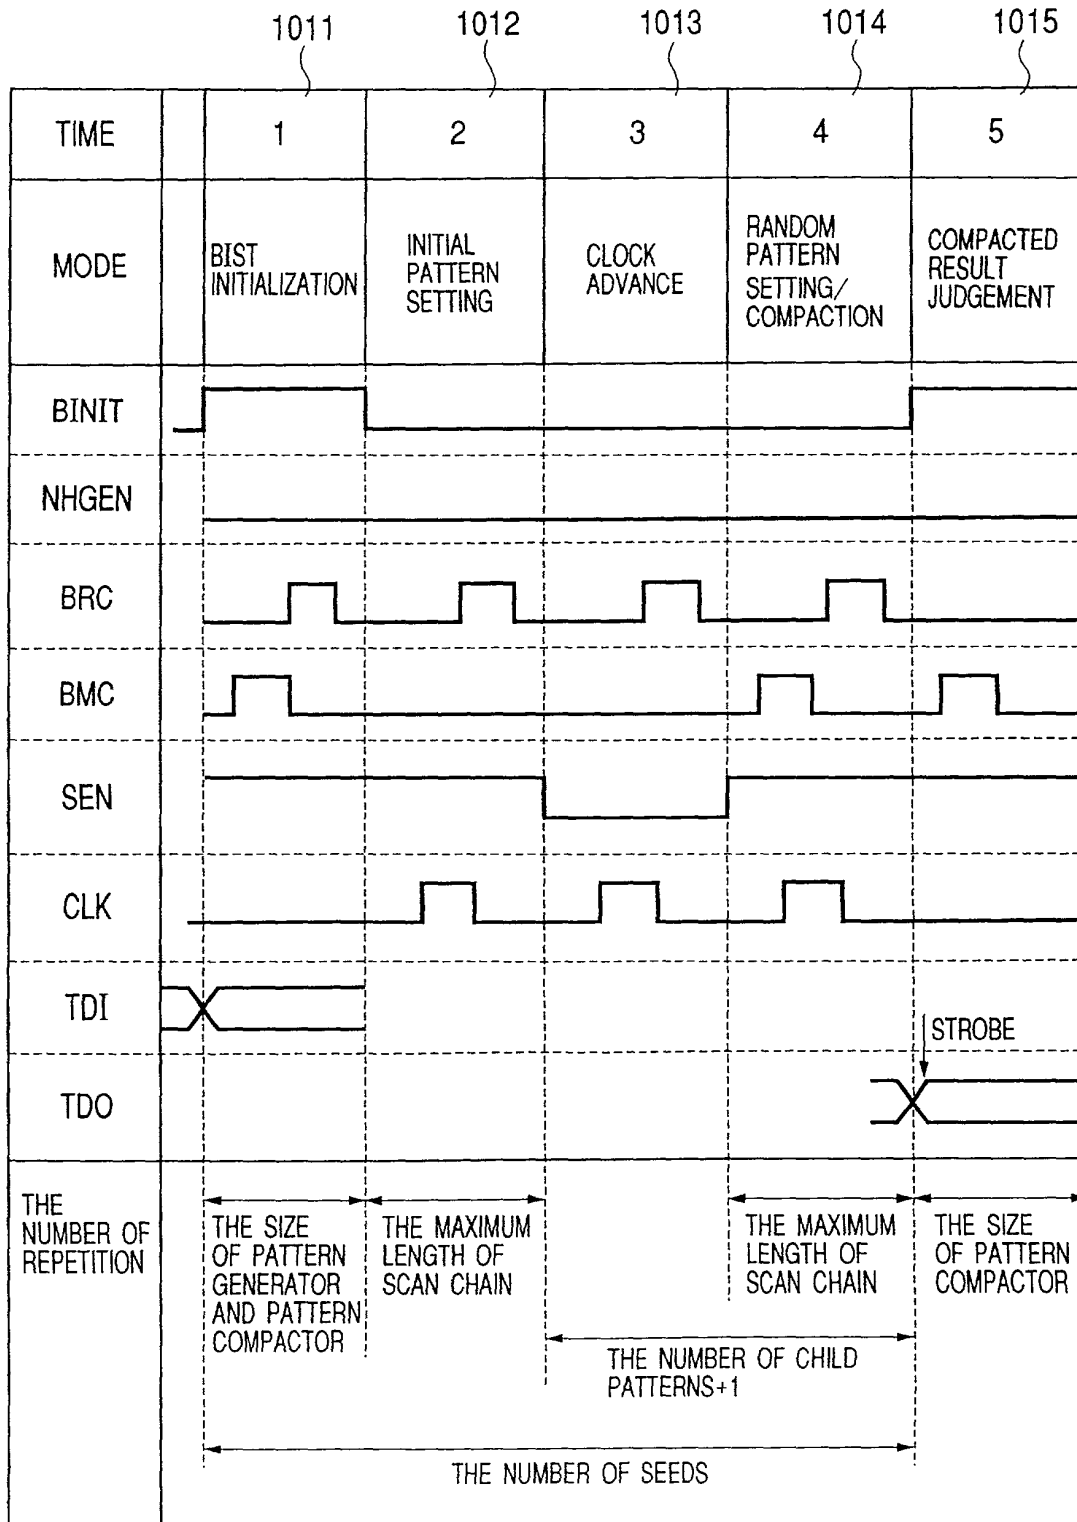 1011
1012
1013
1014
1015
TIME
1
2
3
4
5
MODE
BIST
INITIALIZATION
INITIAL
PATTERN
SETTING
CLOCK
ADVANCE
RANDOM
PATTERN
SETTING/
COMPACTION
COMPACTED
RESULT
JUDGEMENT
BINIT
NHGEN
BRC
BMC
SEN
CLK
TDI
STROBE
TDO
THE
NUMBER OF
REPETITION
THE SIZE
OF PATTERN
GENERATOR
AND PATTERN
COMPACTOR
THE MAXIMUM
LENGTH OF
SCAN CHAIN
THE MAXIMUM
LENGTH OF
SCAN CHAIN
THE SIZE
OF PATTERN
COMPACTOR
THE NUMBER OF CHILD
PATTERNS+1
THE NUMBER OF SEEDS